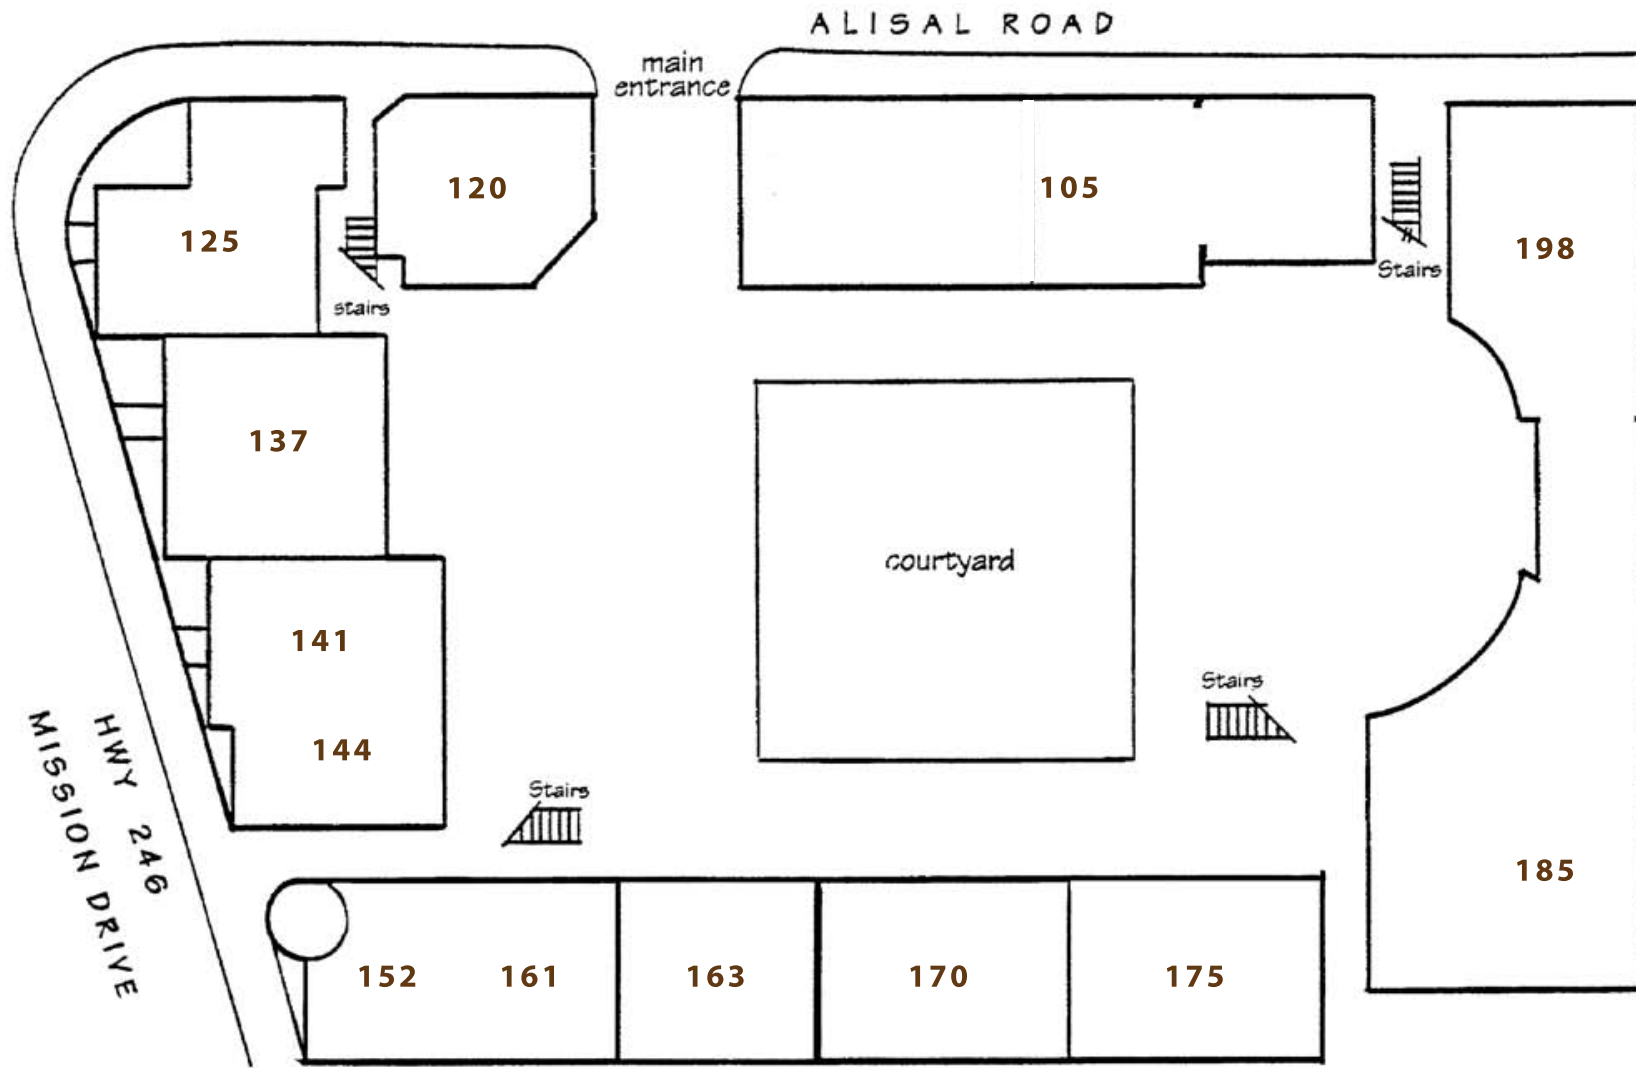 ALISAL ROAD
main
entrance
120
105
125
198
Stairs
stairs
137
courtyard
141
Stairs
144
HWY 246
MISSION DRIVE
Stairs
185
152
161
163
170
175